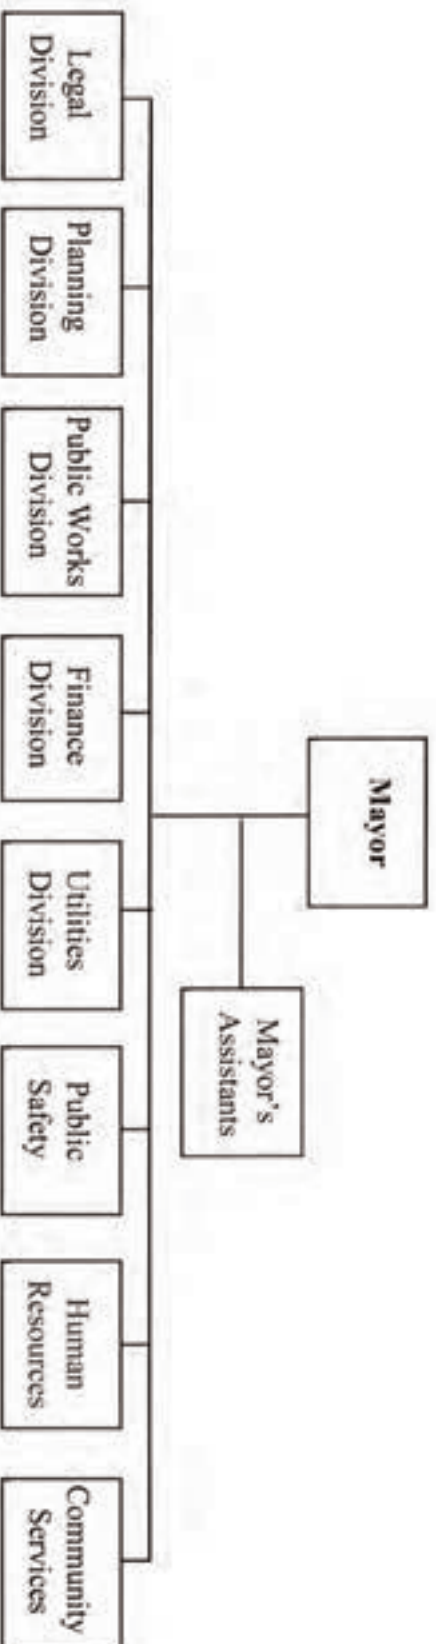 Mayor
Mayor's
Assistants
Legal
Division
Planning
Division
Public Works
Division
Finance
Division
Utilities
Division
Public
Safety
Human
Resources
Community
Services